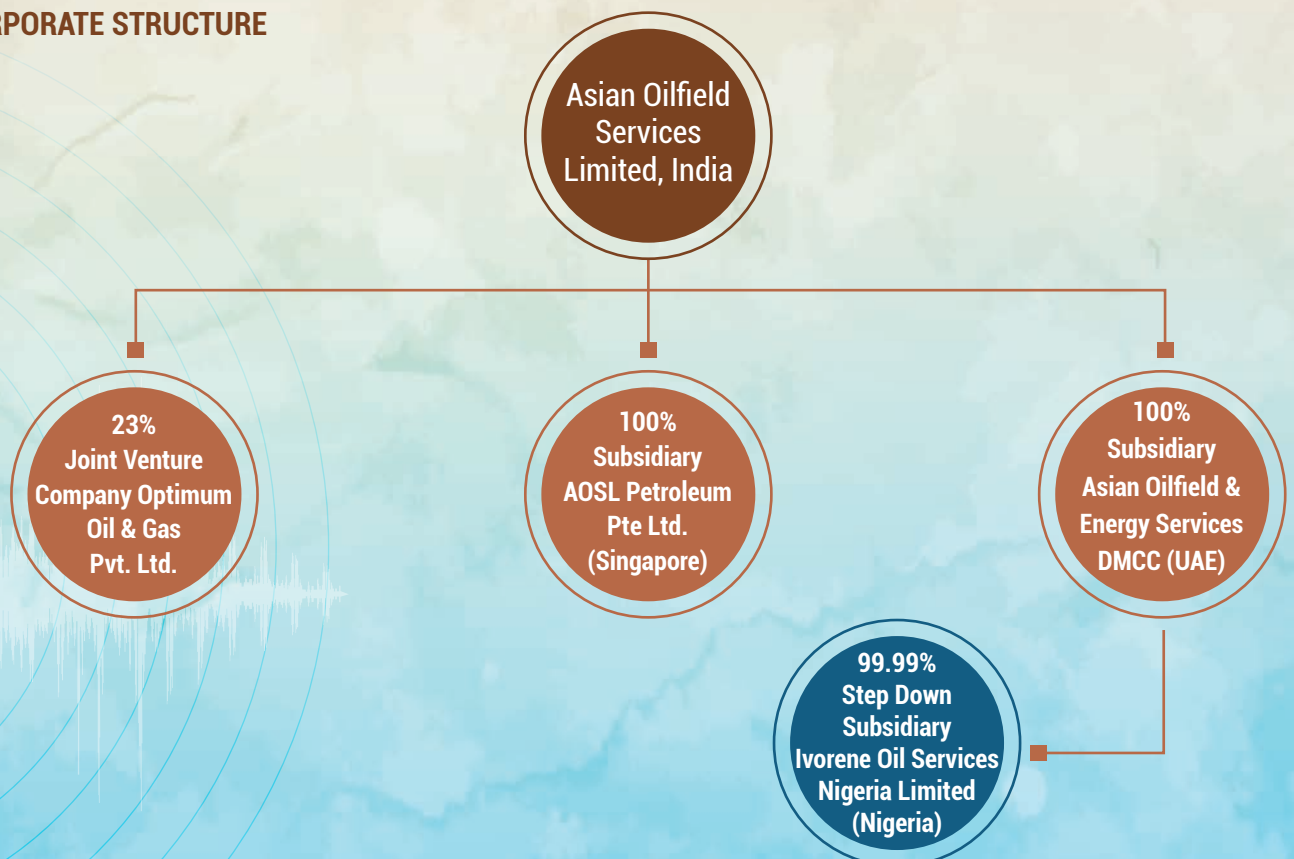 RPORATE STRUCTURE
Asian Oilfield
Services
Limited, India
23%
Joint Venture
Company Optimum
Oil & Gas
Pvt. Ltd.
100%
Subsidiary
AOSL Petroleum
Pte Ltd.
(Singapore)
100%
Subsidiary
Asian Oilfield &
Energy Services
DMCC (UAE)
99.99%
Step Down
Subsidiary
Ivorene Oil Services
Nigeria Limited
(Nigeria)